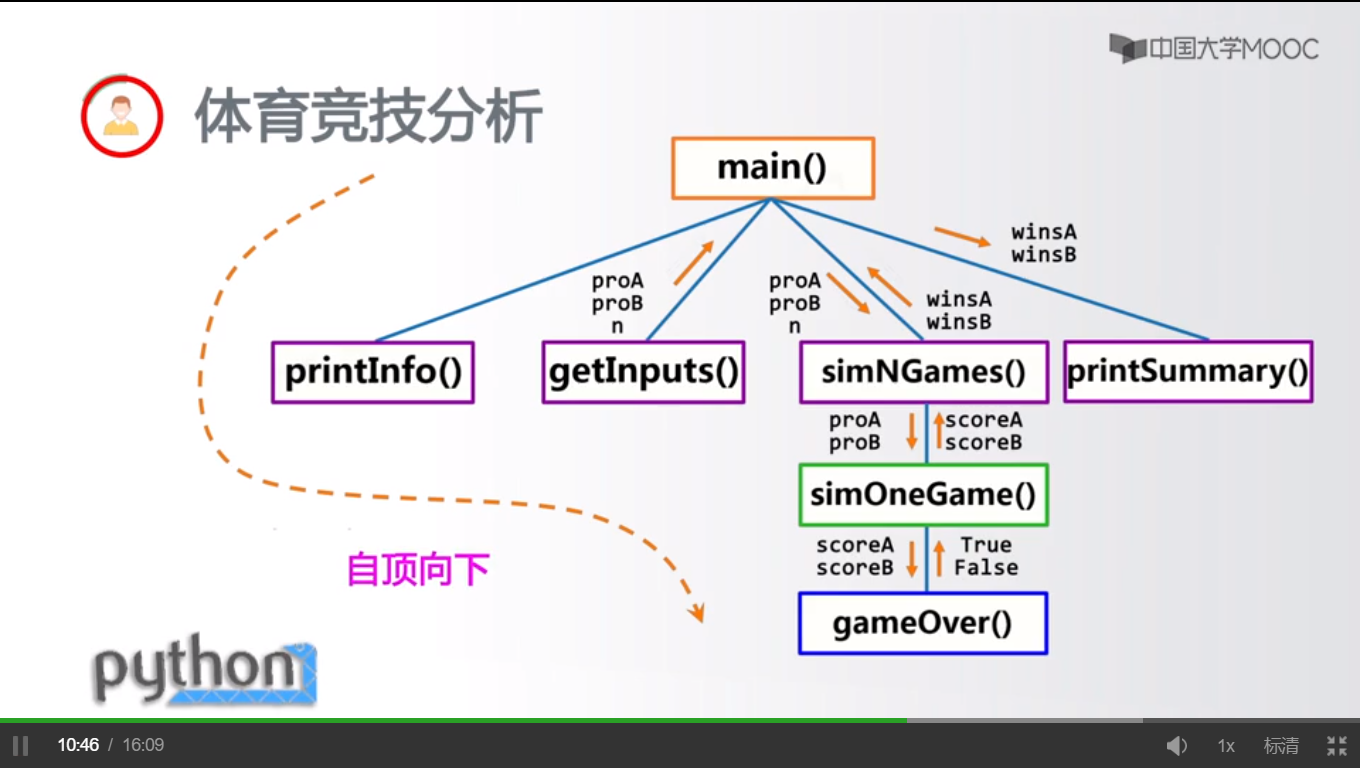 中国大学MOOC
体育竞技分析
main()
winsA
winsB
proA
proB
n
proA
proB
n
winsA
winsB
printInfo()
getInputs()
simNGames()
printSummary()
proA
proB
scoreA
scoreB
simOneGame()
scoreA
scoreB
True
False
gameOver()
自顶向下
python
10:46 / 16:09
1x
标清